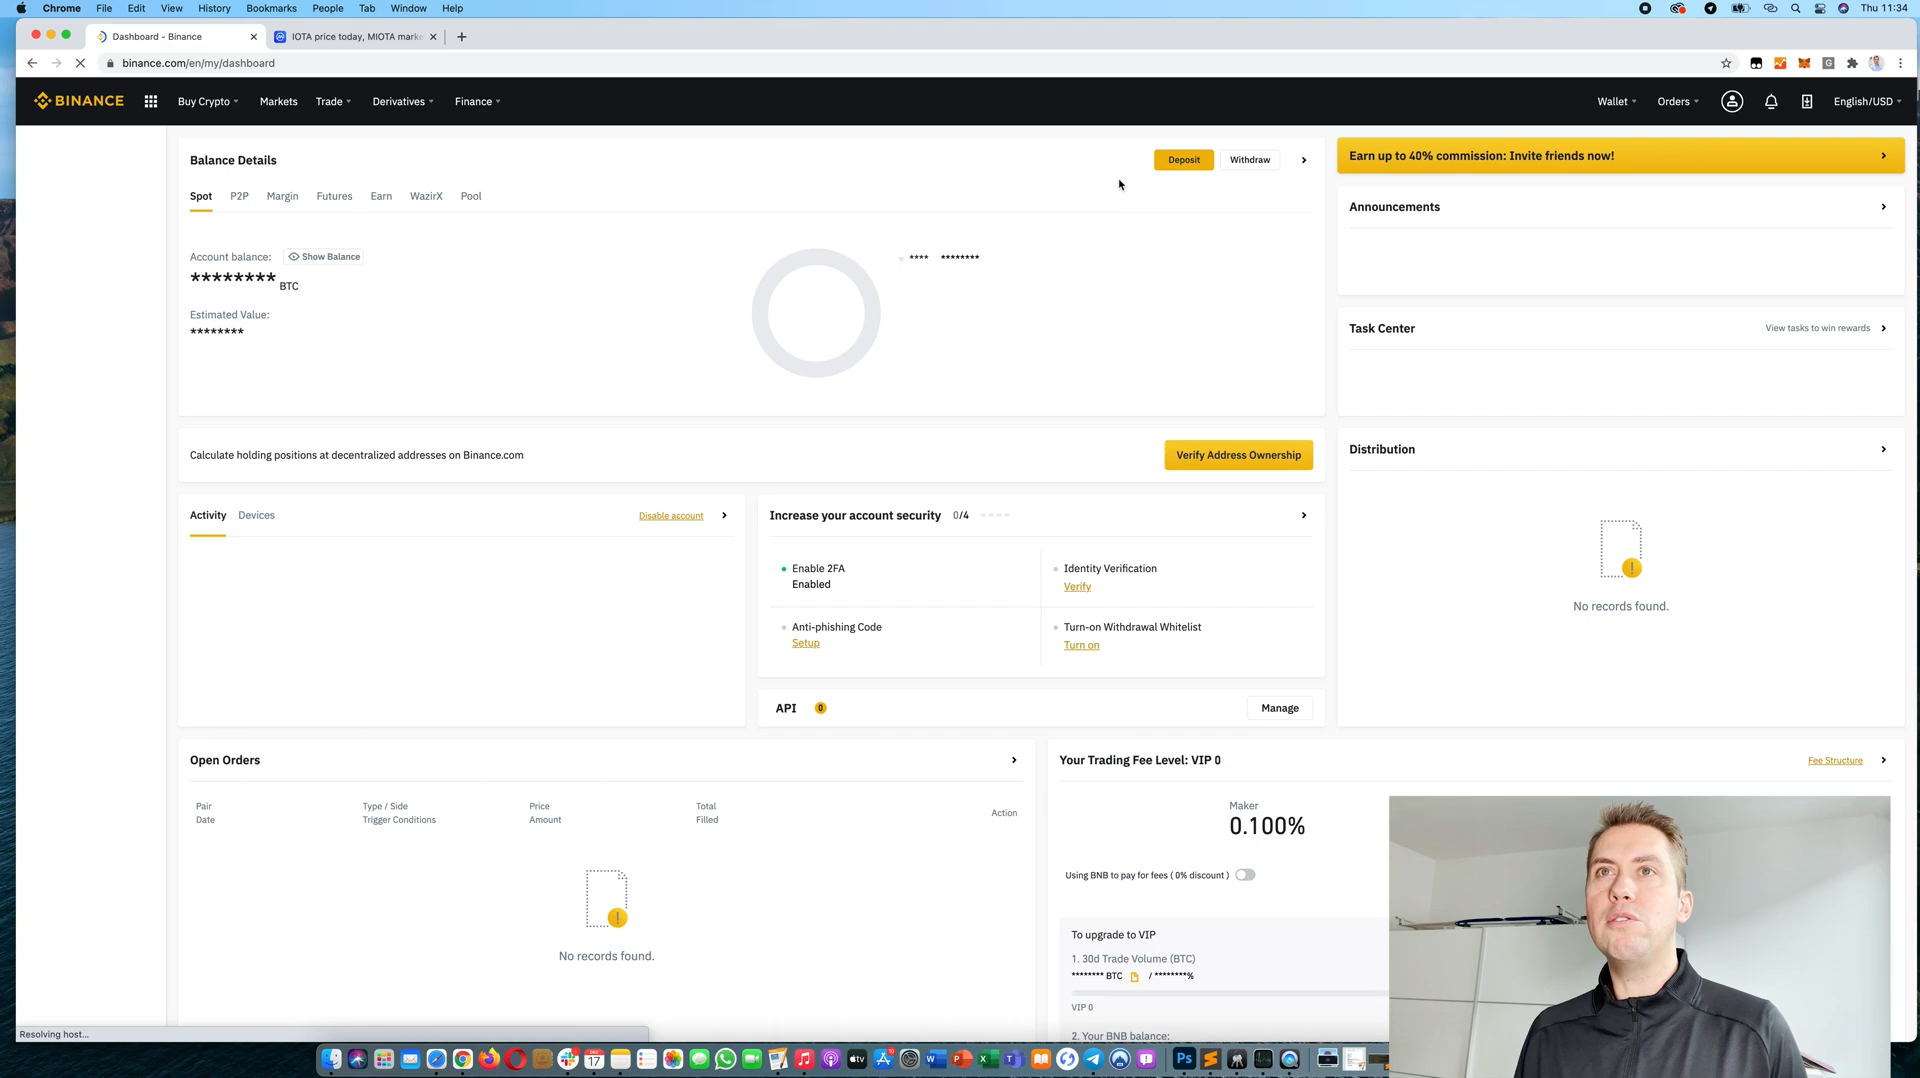 Chrome File Edit View History Bookmarks People Tab Window Help
Thu 11:34
Dashboard - Binance
IOTA price today, MIOTA mark
binance.com/en/my/dashboard
BINANCE Buy Crypto Markets Trade Derivatives Finance
Wallet Orders English/USD
Balance Details
Deposit Withdraw
Spot P2P Margin Futures Earn WazirX Pool
Account balance: Show Balance
******** BTC
**** ********
Estimated Value:
********
Earn up to 40% commission: Invite friends now!
Announcements
Task Center
View tasks to win rewards
Calculate holding positions at decentralized addresses on Binance.com
Verify Address Ownership
Distribution
No records found.
Activity Devices
Disable account
Increase your account security 0/4
Enable 2FA
Enabled
Identity Verification
Verify
Anti-phishing Code
Setup
Turn-on Withdrawal Whitelist
Turn on
API 0
Manage
Open Orders
Pair
Date
Type / Side
Trigger Conditions
Price
Amount
Total
Filled
Action
No records found.
Your Trading Fee Level: VIP 0
Fee Structure
Maker
0.100%
Using BNB to pay for fees ( 0% discount )
To upgrade to VIP
1. 30d Trade Volume (BTC)
******** BTC / ********%
VIP 0
2. Your BNB balance:
Resolving host...